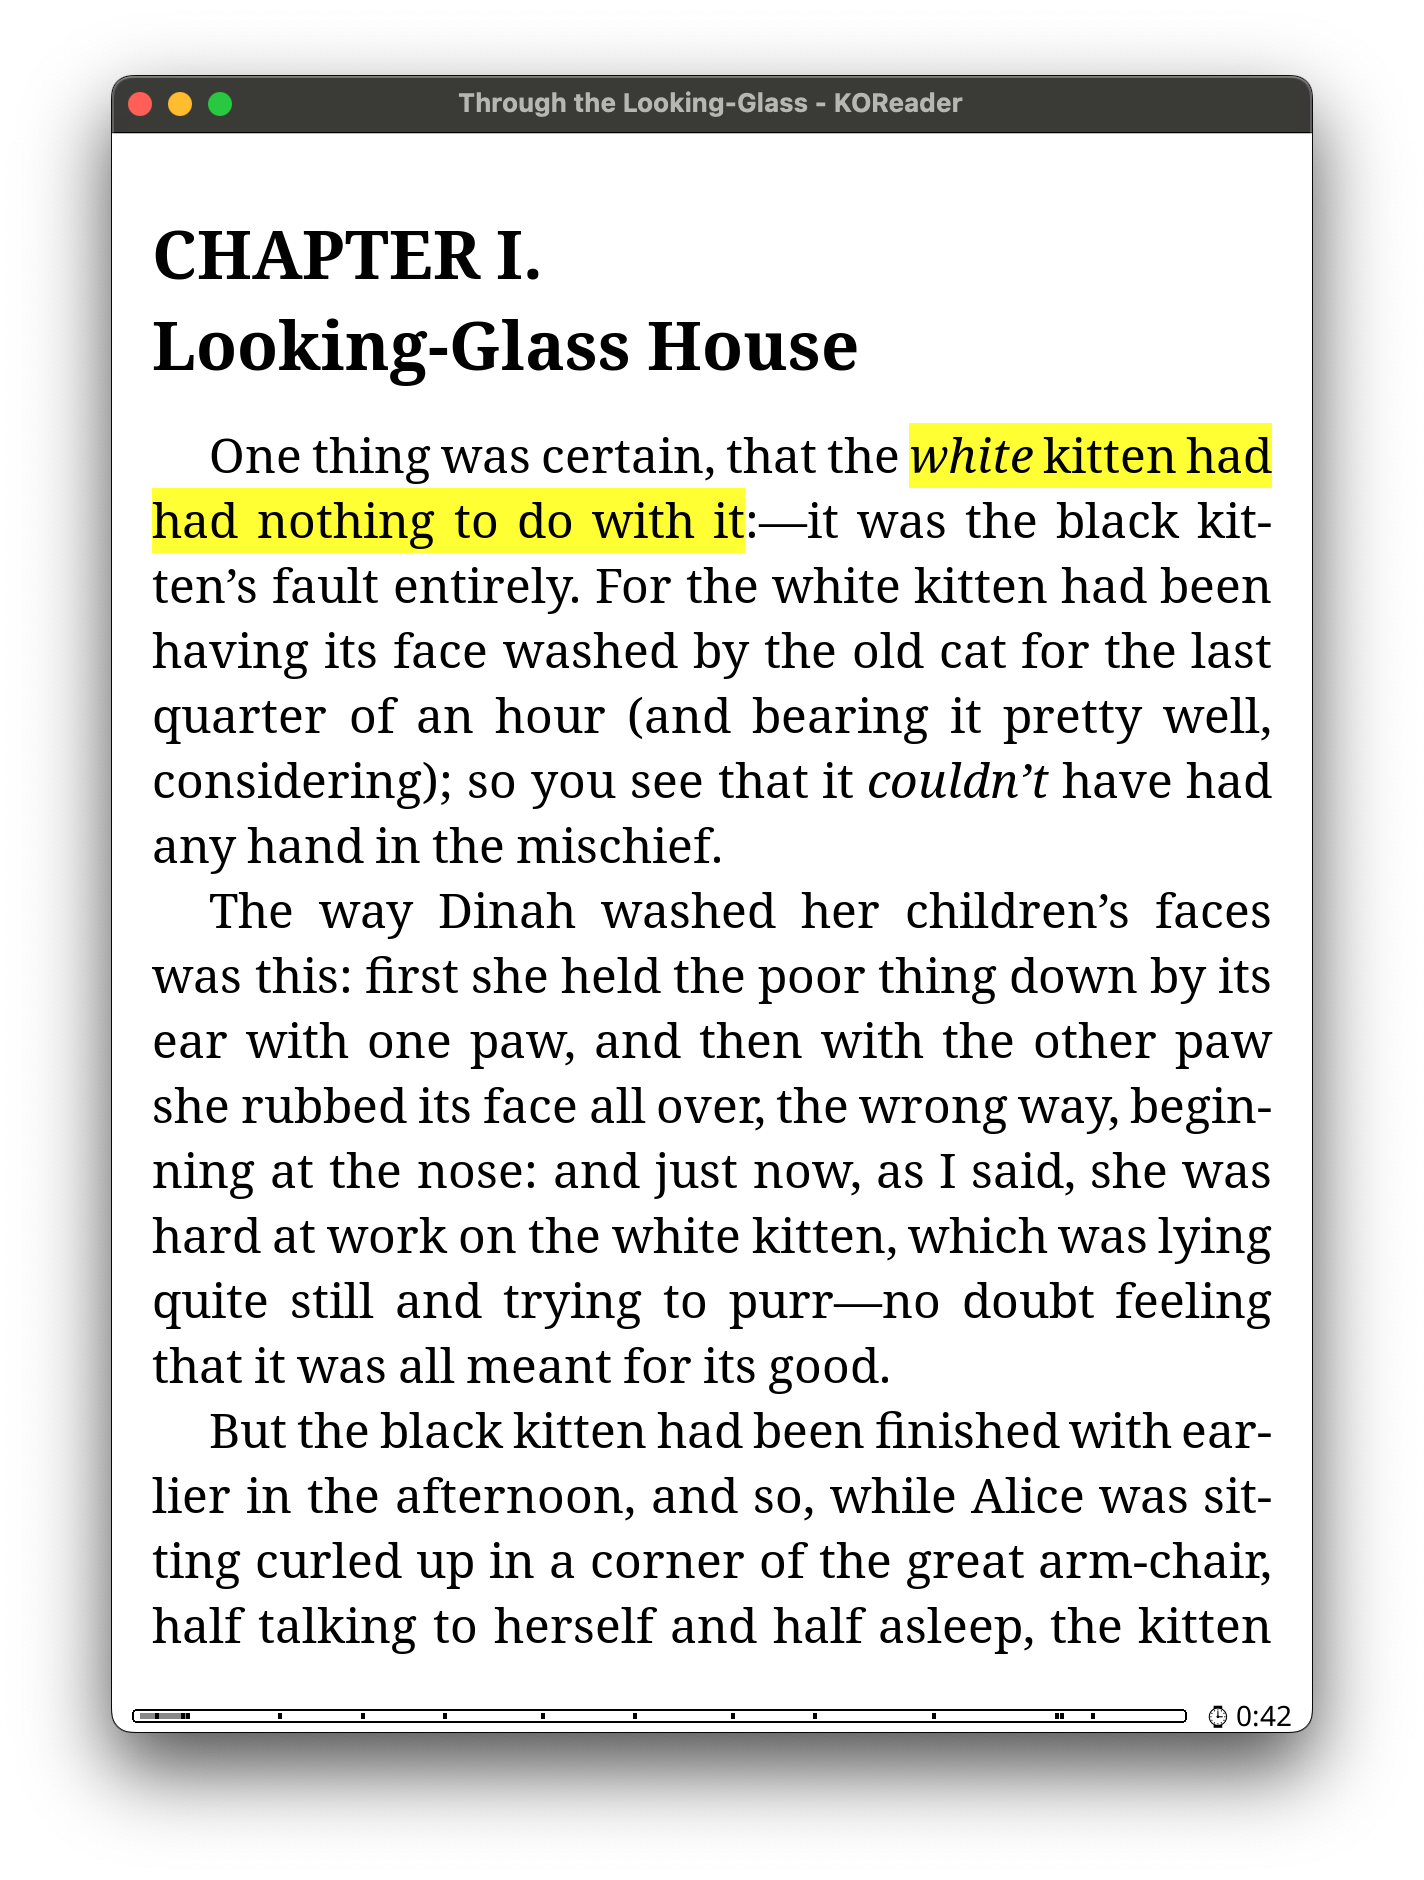 Through the Looking-Glass - KOReader
CHAPTER I.
Looking-Glass House
One thing was certain, that the white kitten had
had nothing to do with it:—it was the black kit-
ten’s fault entirely. For the white kitten had been
having its face washed by the old cat for the last
quarter of an hour (and bearing it pretty well,
considering); so you see that it couldn’t have had
any hand in the mischief.
The way Dinah washed her children’s faces
was this: first she held the poor thing down by its
ear with one paw, and then with the other paw
she rubbed its face all over, the wrong way, begin-
ning at the nose: and just now, as I said, she was
hard at work on the white kitten, which was lying
quite still and trying to purr—no doubt feeling
that it was all meant for its good.
But the black kitten had been finished with ear-
lier in the afternoon, and so, while Alice was sit-
ting curled up in a corner of the great arm-chair,
half talking to herself and half asleep, the kitten
⌚ 0:42